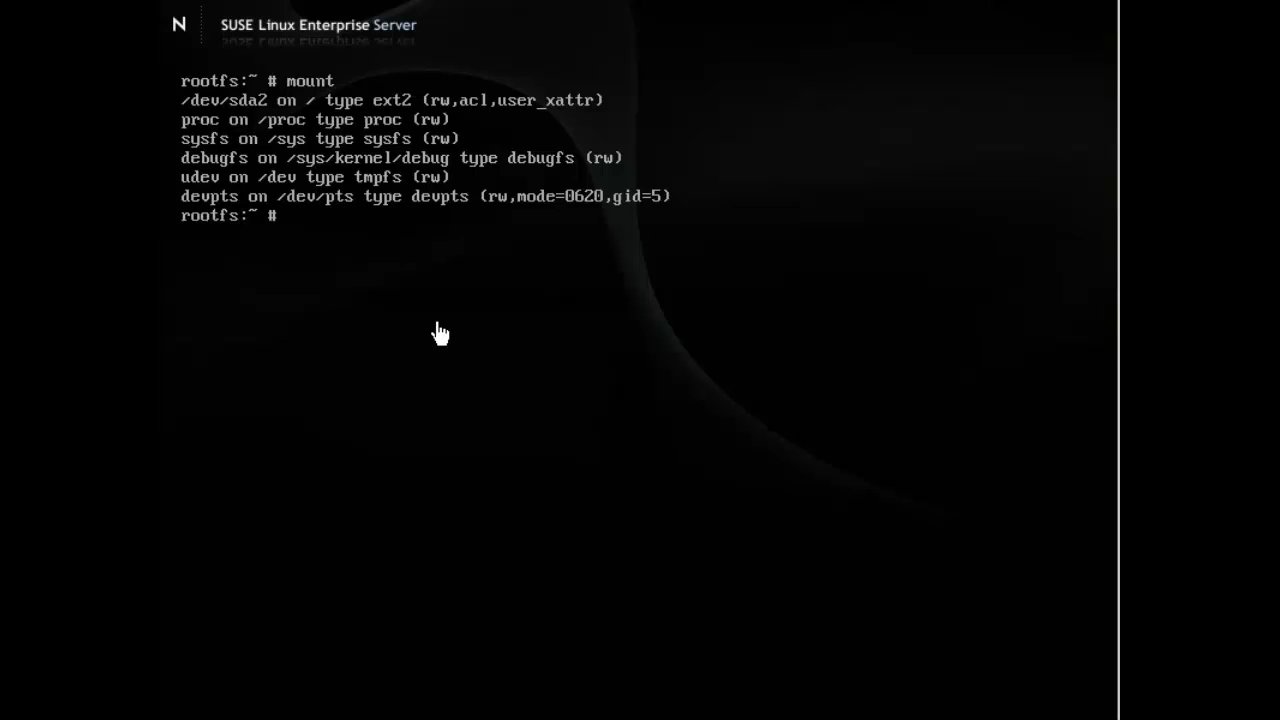 N
SUSE Linux Enterprise Server
rootfs:~ # mount
/dev/sda2 on / type ext2 (rw,acl,user_xattr)
proc on /proc type proc (rw)
sysfs on /sys type sysfs (rw)
debugfs on /sys/kernel/debug type debugfs (rw)
udev on /dev type tmpfs (rw)
devpts on /dev/pts type devpts (rw,mode=0620,gid=5)
rootfs:~ #